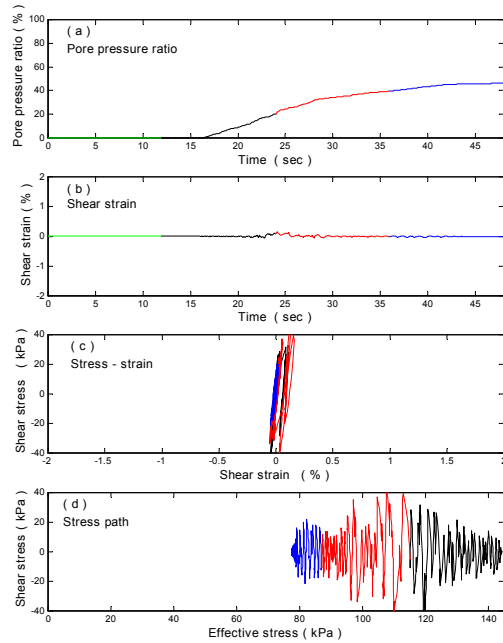 ( a )
Pore pressure ratio
Pore pressure ratio ( % )
100
80
60
40
20
0
0 5 10 15 20 25 30 35 40 45
Time ( sec )
( b )
Shear strain
Shear strain ( % )
2
1
0
-1
-2
0 5 10 15 20 25 30 35 40 45
Time ( sec )
( c )
Stress - strain
Shear stress ( kPa )
40
20
0
-20
-40
-2 -1.5 -1 -0.5 0 0.5 1 1.5 2
Shear strain ( % )
( d )
Stress path
Shear stress ( kPa )
40
20
0
-20
-40
0 20 40 60 80 100 120 140
Effective stress ( kPa )